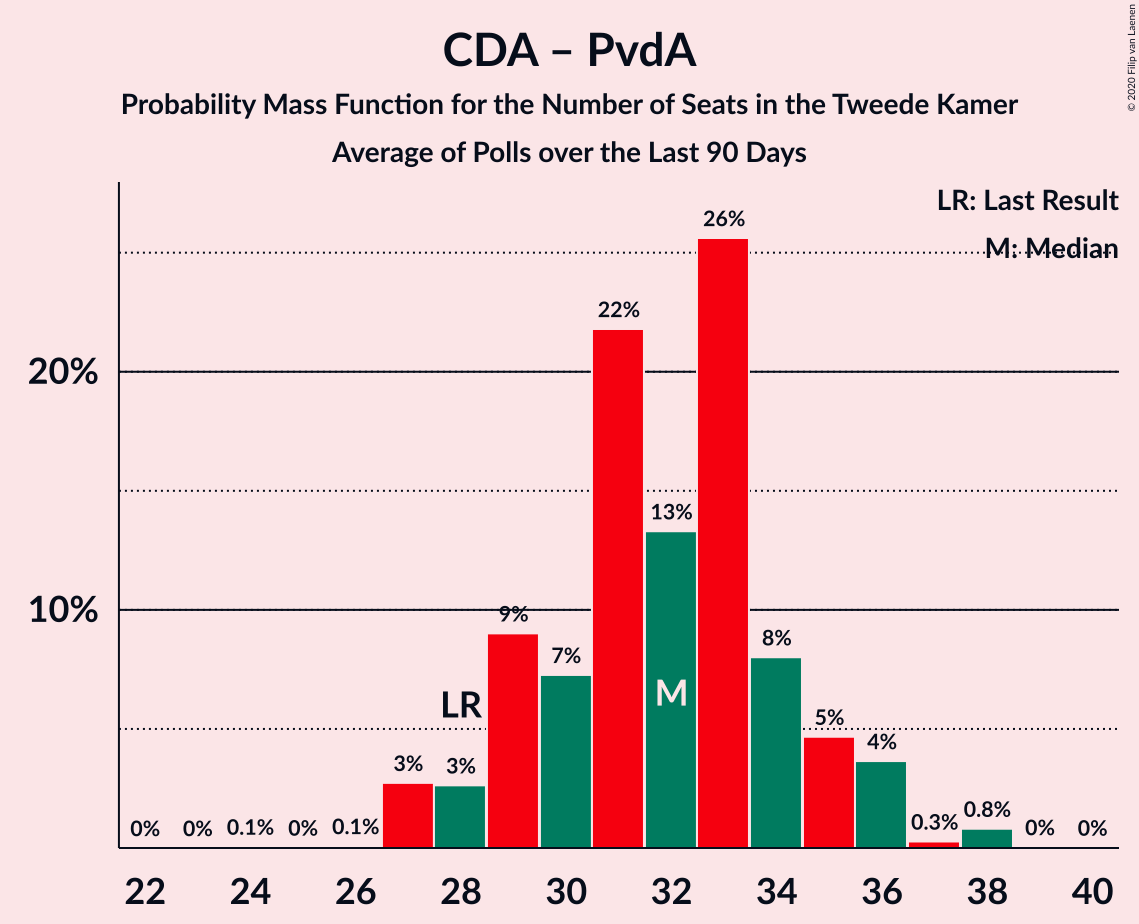 CDA – PvdA
Probability Mass Function for the Number of Seats in the Tweede Kamer
Average of Polls over the Last 90 Days
© 2020 Filip van Laenen
LR: Last Result
M: Median
26%
22%
20%
13%
10%
9%
8%
7%
M
LR
5%
4%
3%
3%
0.8%
0.3%
0%
0%
0.1%
0%
0.1%
0%
0%
22 24 26 28 30 32 34 36 38 40